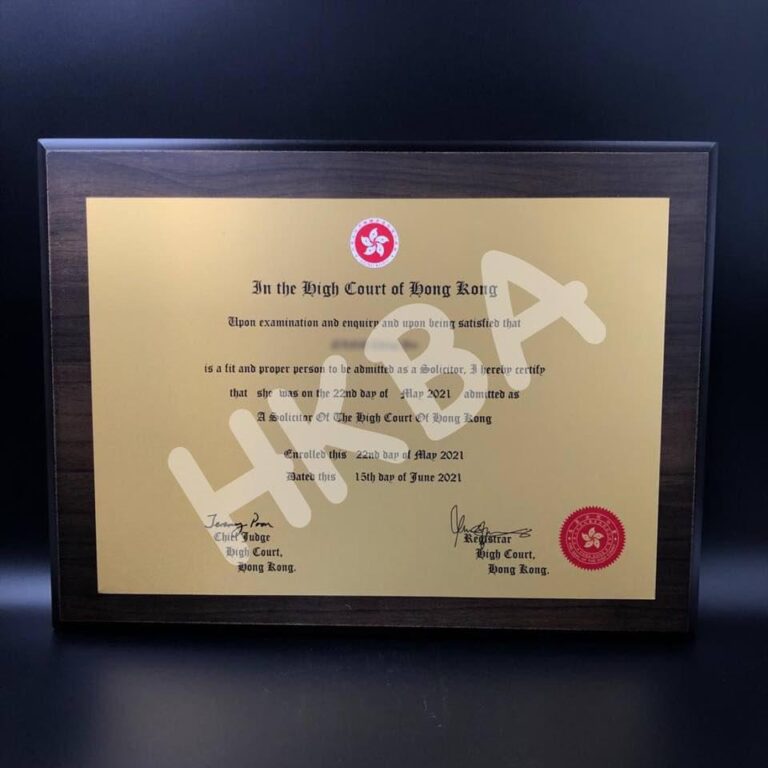 In the High Court of Hong Kong
Upon examination and enquiry and upon being satisfied that
is a fit and proper person to be admitted as a Solicitor, I hereby certify
that she was on the 22nd day of May 2021 admitted as
A Solicitor Of The High Court Of Hong Kong
Enrolled this 22nd day of May 2021
Dated this 15th day of June 2021
Chief Judge
High Court,
Hong Kong.
Registrar
High Court,
Hong Kong.
HKBA